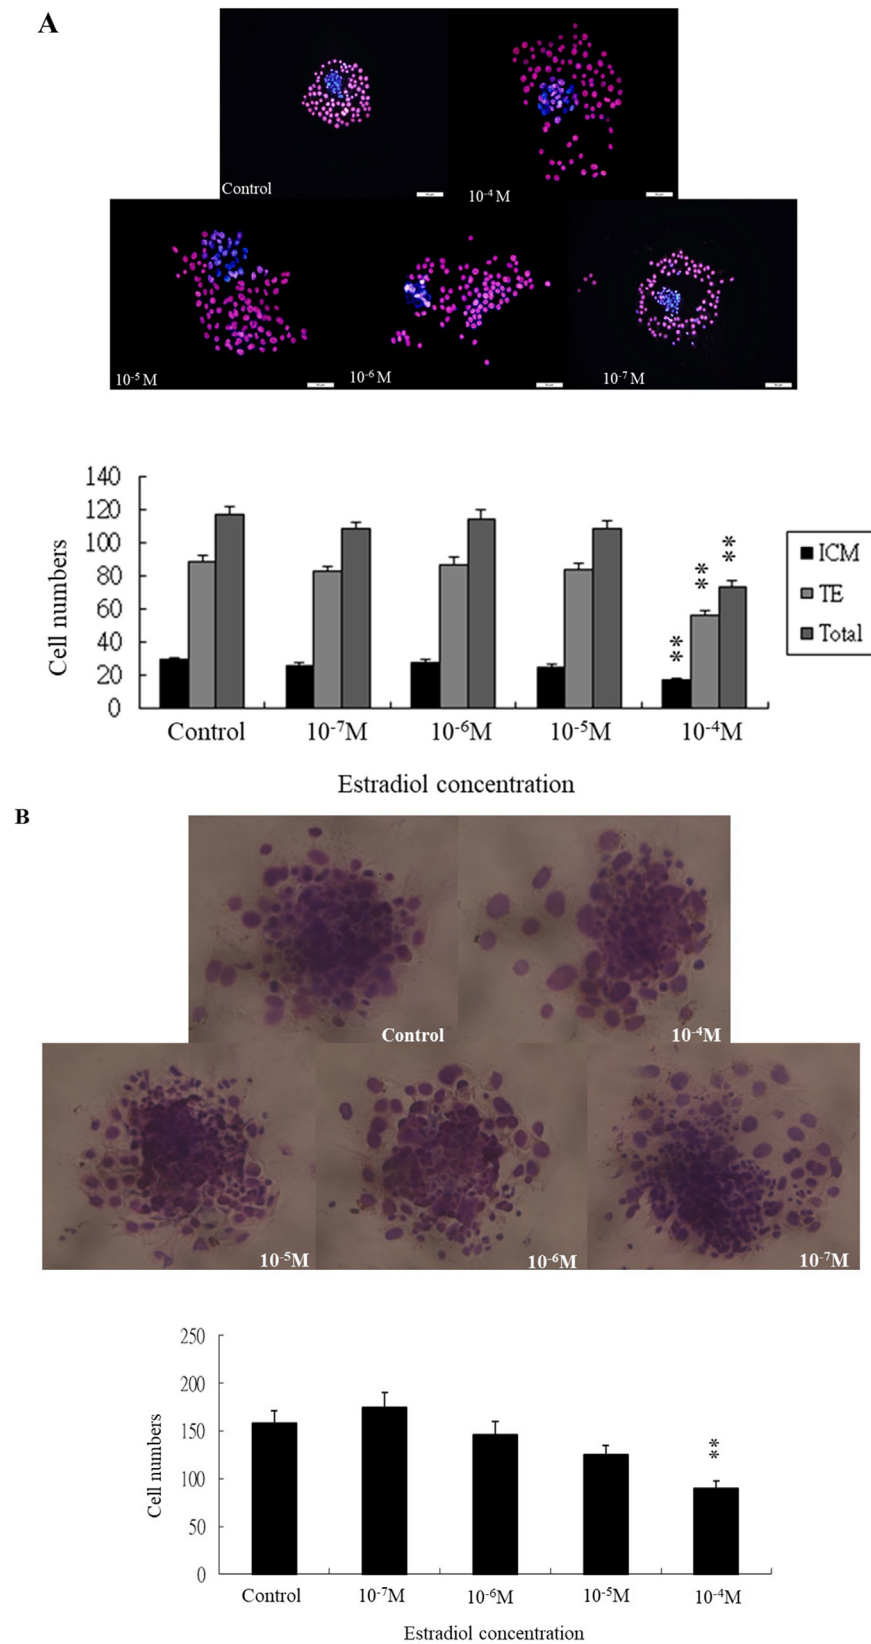 A
Control
10⁻⁴ M
10⁻⁵ M
10⁻⁶ M
10⁻⁷ M
140
120
100
80
60
40
20
0
Cell numbers
** ** **
ICM
TE
Total
Control 10⁻⁷M 10⁻⁶M 10⁻⁵M 10⁻⁴M
Estradiol concentration
B
Control
10⁻⁴M
10⁻⁵M
10⁻⁶M
10⁻⁷M
250
200
150
100
50
0
Cell numbers
**
Control 10⁻⁷M 10⁻⁶M 10⁻⁵M 10⁻⁴M
Estradiol concentration